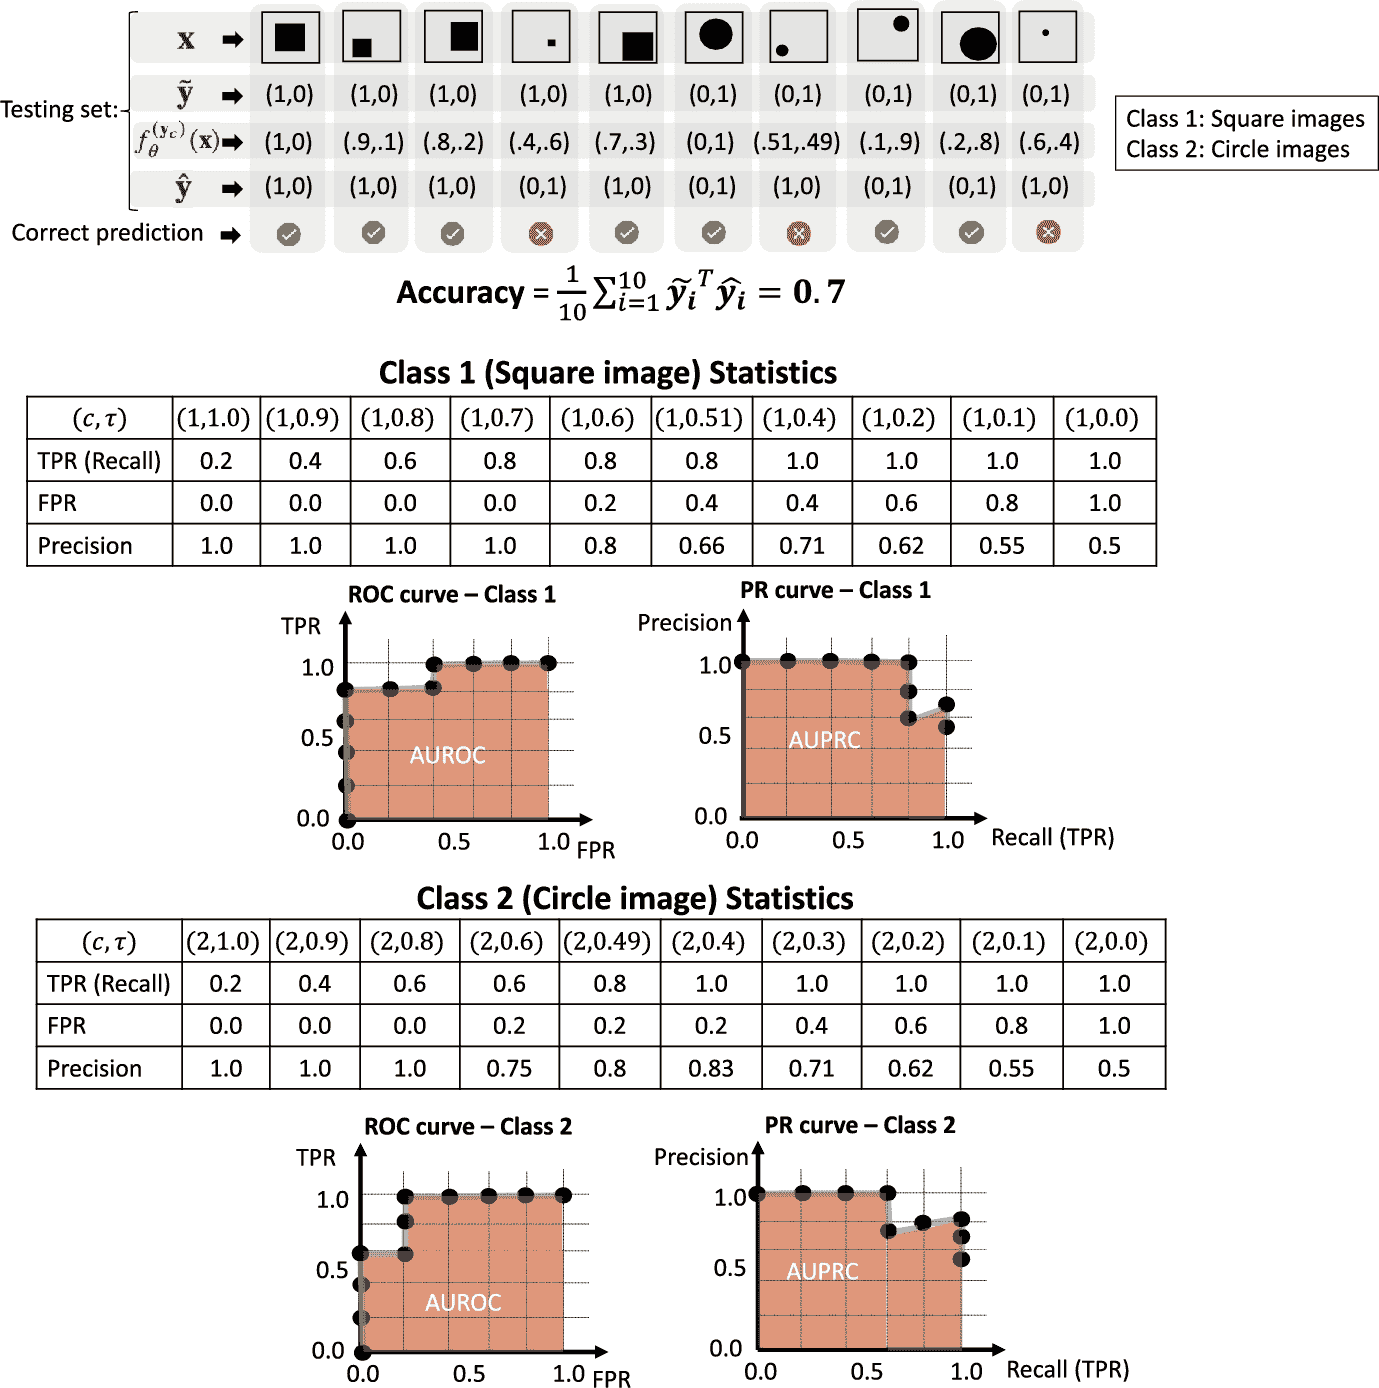 x
Testing set:
ỹ (1,0) (1,0) (1,0) (1,0) (1,0) (0,1) (0,1) (0,1) (0,1) (0,1)
f_θ^(y_c)(x) (1,0) (.9,.1) (.8,.2) (.4,.6) (.7,.3) (0,1) (.51,.49) (.1,.9) (.2,.8) (.6,.4)
ŷ (1,0) (1,0) (1,0) (0,1) (1,0) (0,1) (1,0) (0,1) (0,1) (1,0)
Correct prediction
Class 1: Square images
Class 2: Circle images
Accuracy = 1/10 ∑_{i=1}^{10} ỹ_i^T ŷ_i = 0.7
Class 1 (Square image) Statistics
(c, τ) (1,1.0) (1,0.9) (1,0.8) (1,0.7) (1,0.6) (1,0.51) (1,0.4) (1,0.2) (1,0.1) (1,0.0)
TPR (Recall) 0.2 0.4 0.6 0.8 0.8 0.8 1.0 1.0 1.0 1.0
FPR 0.0 0.0 0.0 0.0 0.2 0.4 0.4 0.6 0.8 1.0
Precision 1.0 1.0 1.0 1.0 0.8 0.66 0.71 0.62 0.55 0.5
ROC curve – Class 1
TPR
1.0
0.5
0.0
AUROC
0.0 0.5 1.0 FPR
PR curve – Class 1
Precision
1.0
0.5
0.0
AUPRC
0.0 0.5 1.0 Recall (TPR)
Class 2 (Circle image) Statistics
(c, τ) (2,1.0) (2,0.9) (2,0.8) (2,0.6) (2,0.49) (2,0.4) (2,0.3) (2,0.2) (2,0.1) (2,0.0)
TPR (Recall) 0.2 0.4 0.6 0.6 0.8 1.0 1.0 1.0 1.0 1.0
FPR 0.0 0.0 0.0 0.2 0.2 0.2 0.4 0.6 0.8 1.0
Precision 1.0 1.0 1.0 0.75 0.8 0.83 0.71 0.62 0.55 0.5
ROC curve – Class 2
TPR
1.0
0.5
0.0
AUROC
0.0 0.5 1.0 FPR
PR curve – Class 2
Precision
1.0
0.5
0.0
AUPRC
0.0 0.5 1.0 Recall (TPR)